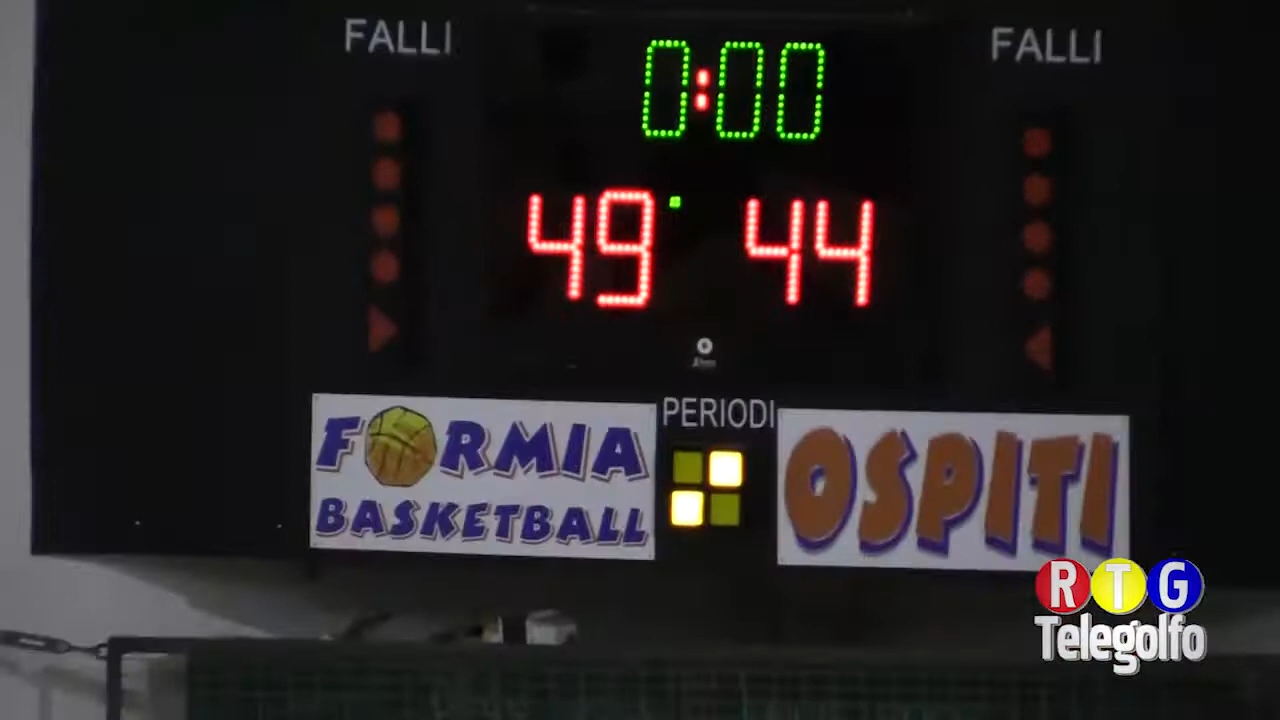 FALLI
0:00
FALLI
49 44
FORMIA
BASKETBALL
PERIODI
OSPITI
RTG
Telegolfo